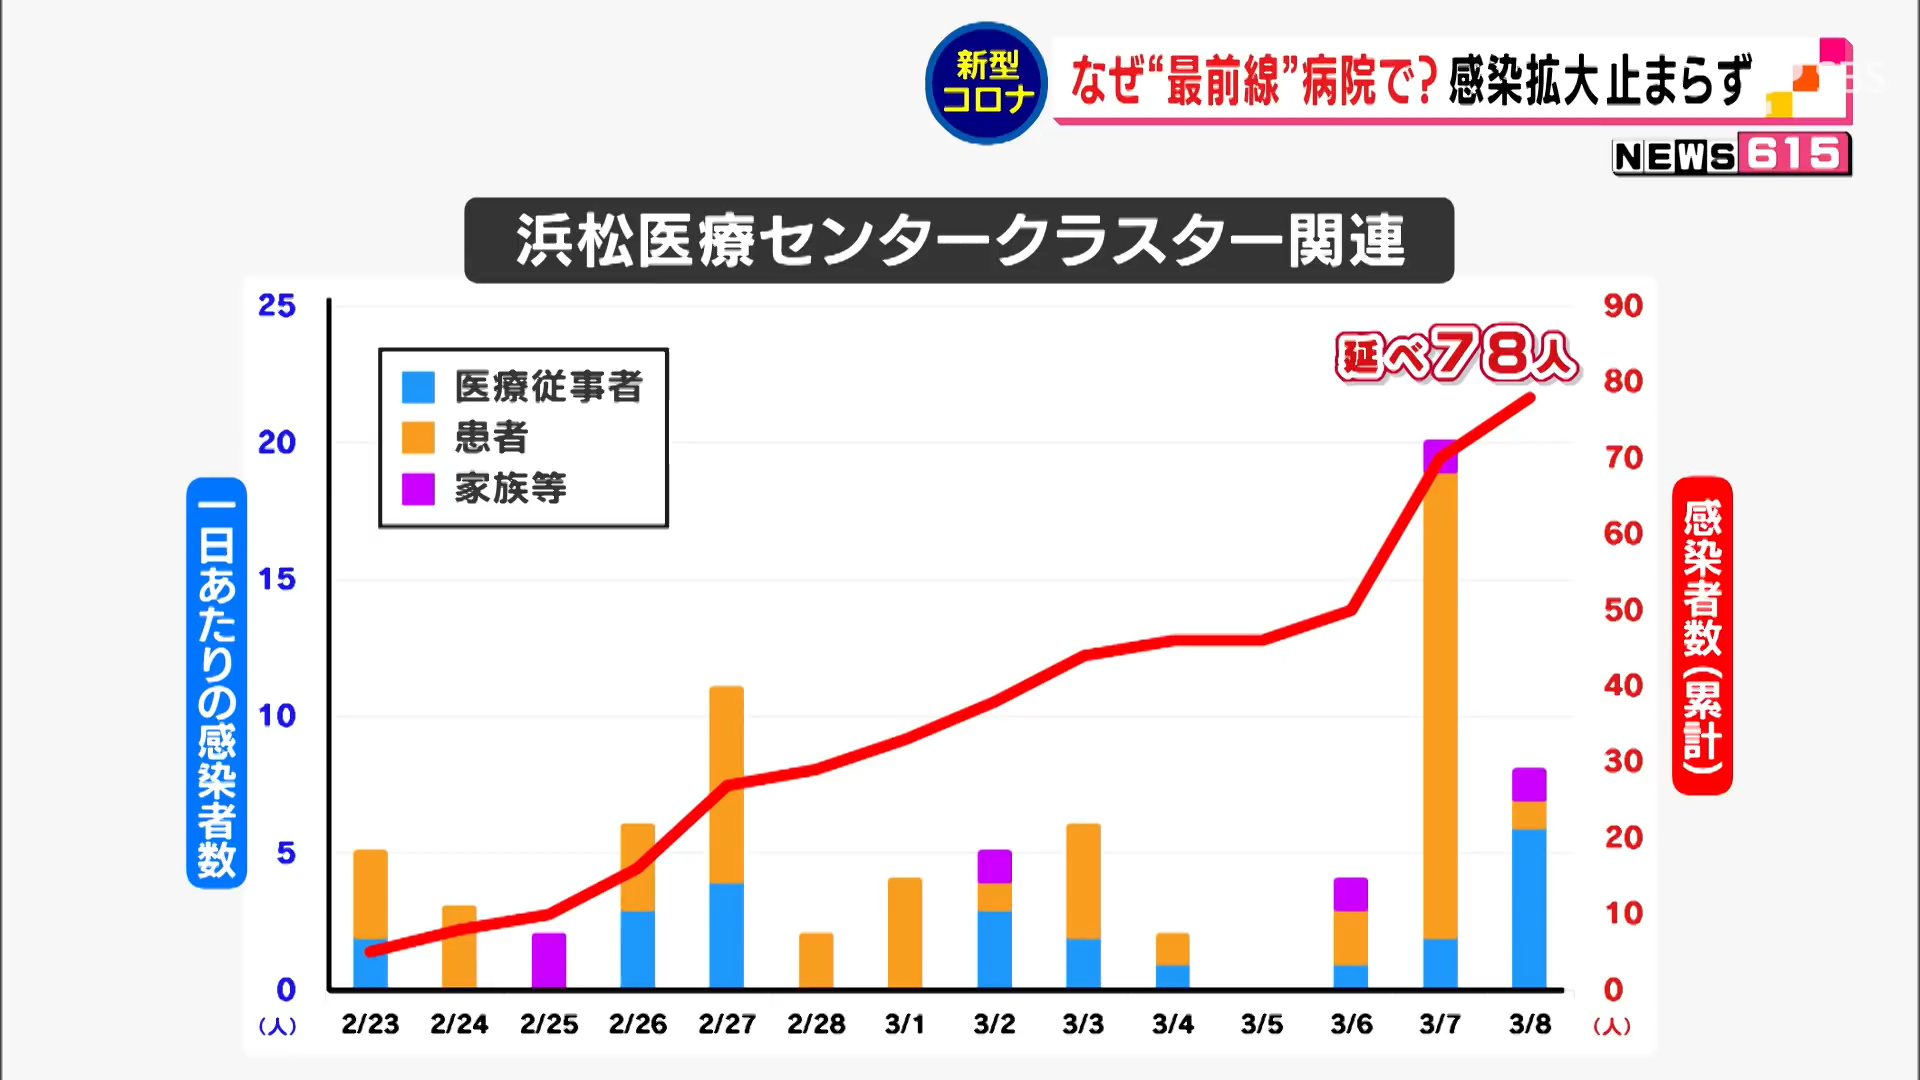 新型
コロナ
なぜ“最前線”病院で?感染拡大止まらず
NEWS 615
浜松医療センタークラスター関連
25
20
15
10
5
0
(人)
一日あたりの感染者数
医療従事者
患者
家族等
延べ78人
90
80
70
60
50
40
30
20
10
0
(人)
感染者数(累計)
2/23 2/24 2/25 2/26 2/27 2/28 3/1 3/2 3/3 3/4 3/5 3/6 3/7 3/8